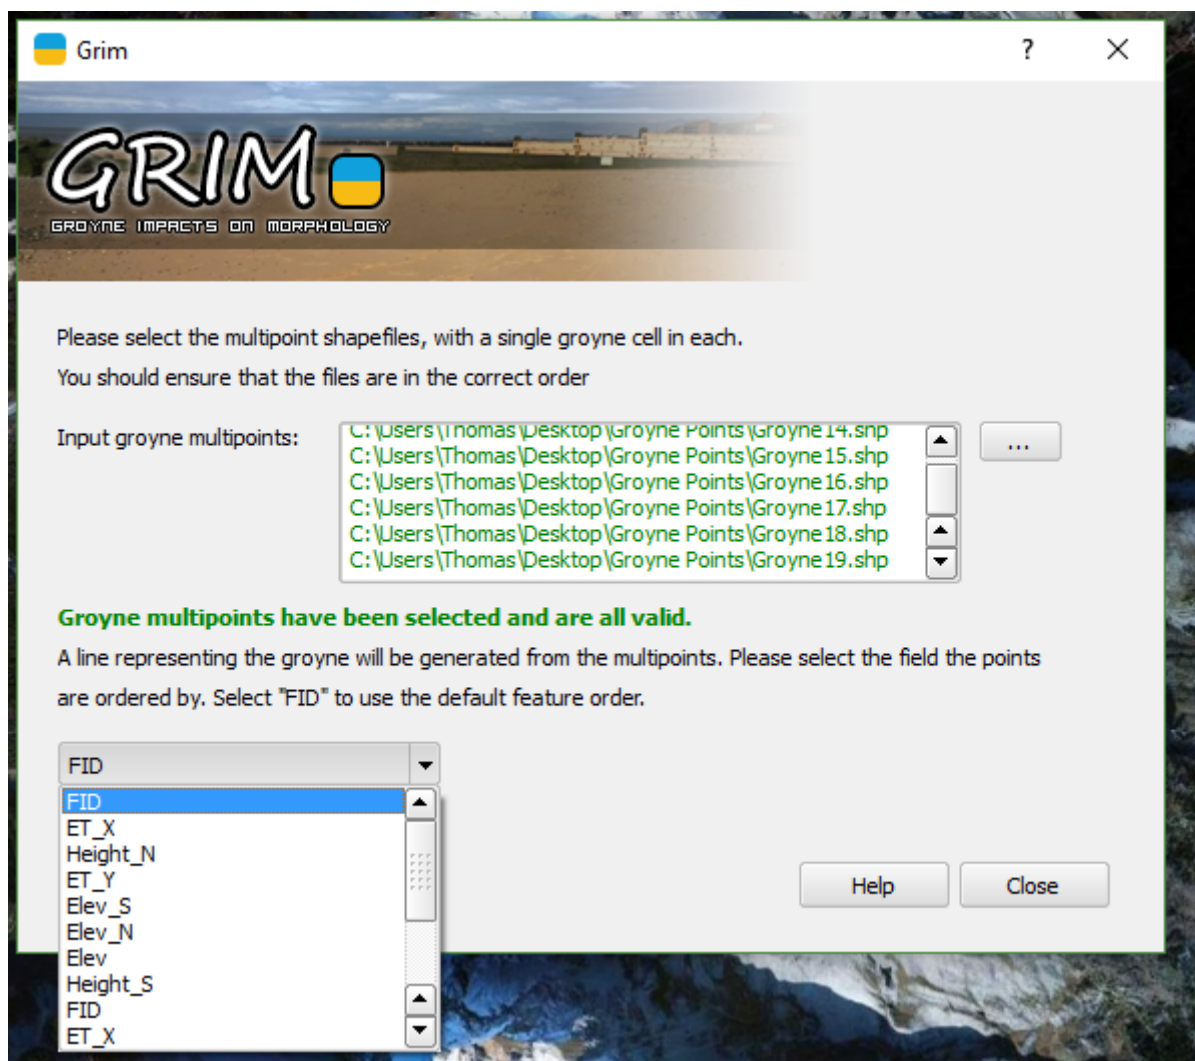 Grim
?
GRIM
GROYNE IMPACTS ON MORPHOLOGY
Please select the multipoint shapefiles, with a single groyne cell in each.
You should ensure that the files are in the correct order
Input groyne multipoints:
C:\Users\Thomas\Desktop\Groyne Points\Groyne14.shp
...
C:\Users\Thomas\Desktop\Groyne Points\Groyne15.shp
C:\Users\Thomas\Desktop\Groyne Points\Groyne16.shp
C:\Users\Thomas\Desktop\Groyne Points\Groyne17.shp
C:\Users\Thomas\Desktop\Groyne Points\Groyne18.shp
C:\Users\Thomas\Desktop\Groyne Points\Groyne19.shp
Groyne multipoints have been selected and are all valid.
A line representing the groyne will be generated from the multipoints. Please select the field the points
are ordered by. Select "FID" to use the default feature order.
FID
FID
ET_X
Height_N
ET_Y
Elev_S
Elev_N
Elev
Height_S
FID
ET_X
Help
Close